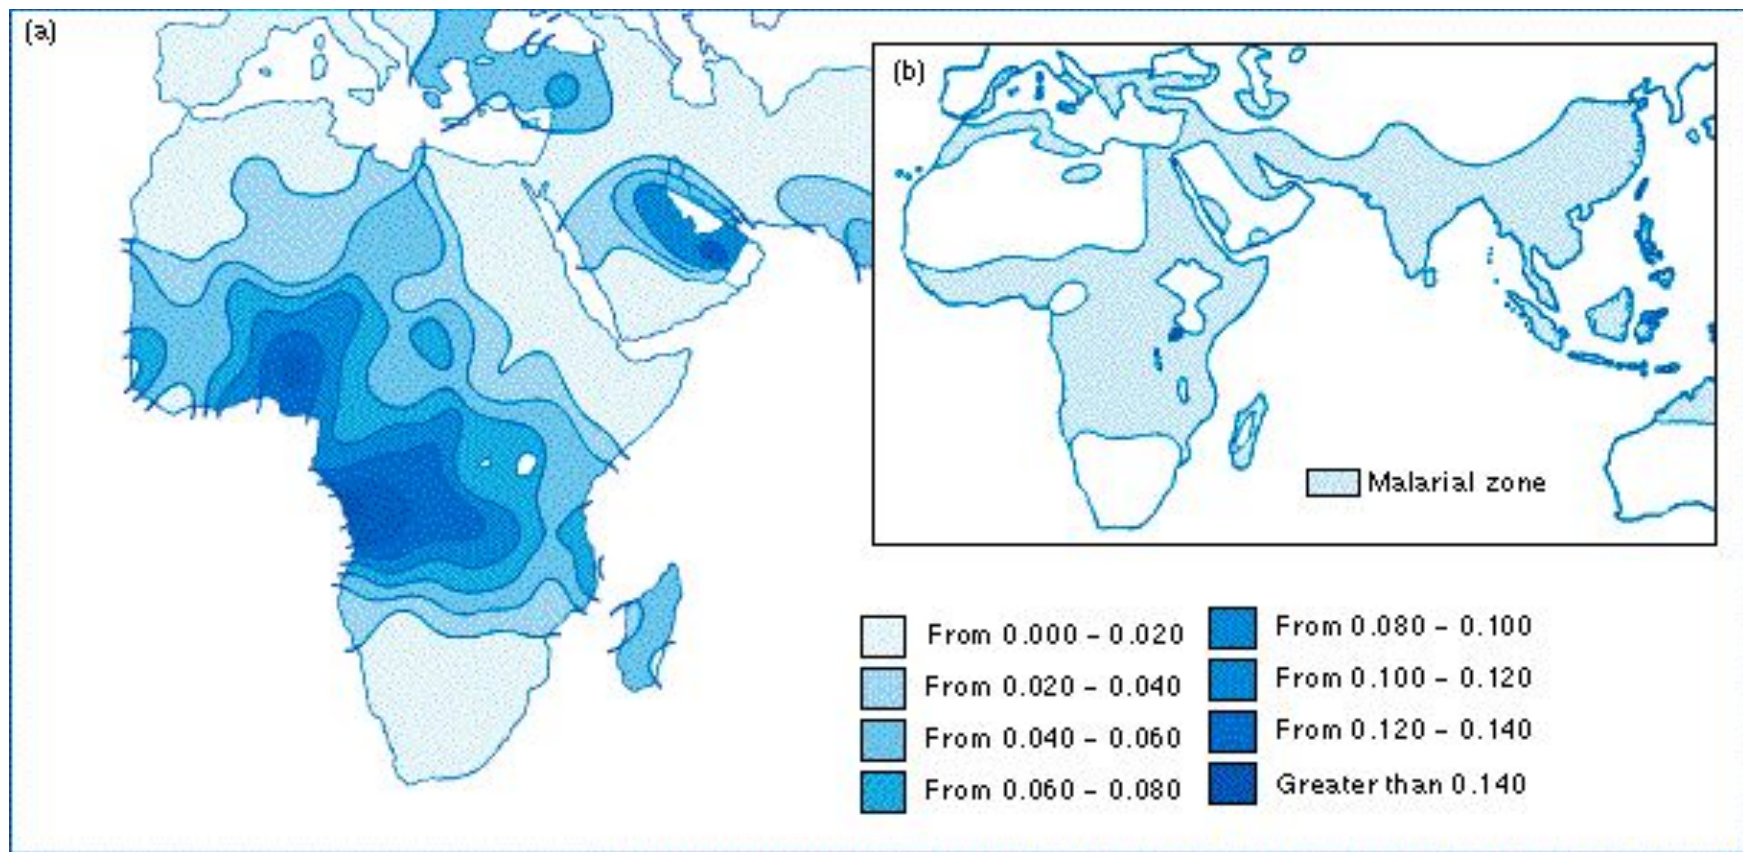 (a)
(b)
Malarial zone
From 0.000 – 0.020
From 0.020 – 0.040
From 0.040 – 0.060
From 0.060 – 0.080
From 0.080 – 0.100
From 0.100 – 0.120
From 0.120 – 0.140
Greater than 0.140